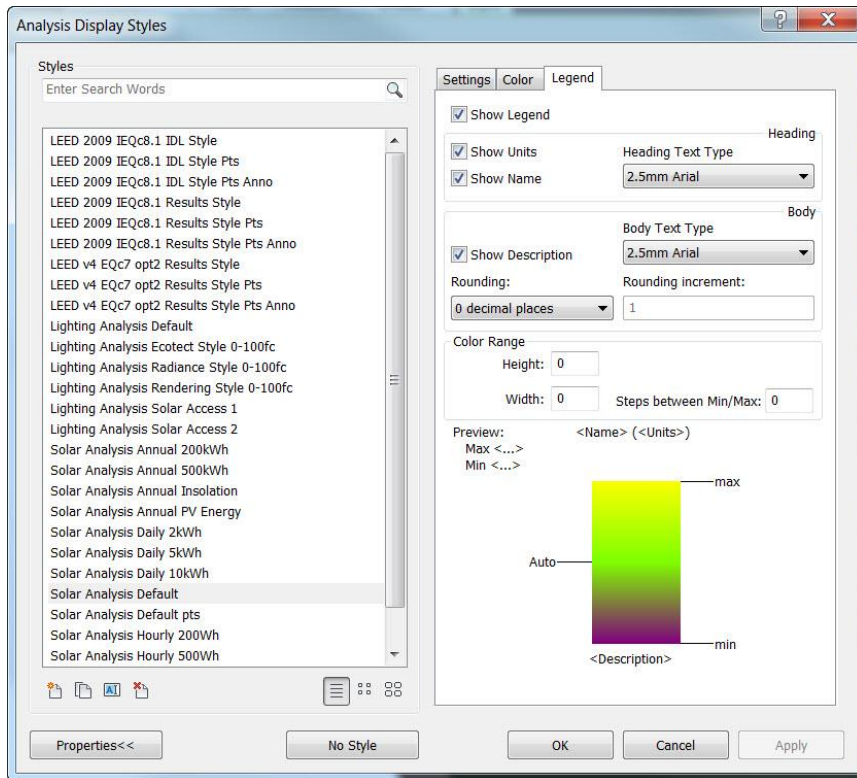 Analysis Display Styles
Styles
Enter Search Words
LEED 2009 IEQc8.1 IDL Style
LEED 2009 IEQc8.1 IDL Style Pts
LEED 2009 IEQc8.1 IDL Style Pts Anno
LEED 2009 IEQc8.1 Results Style
LEED 2009 IEQc8.1 Results Style Pts
LEED 2009 IEQc8.1 Results Style Pts Anno
LEED v4 EQc7 opt2 Results Style
LEED v4 EQc7 opt2 Results Style Pts
LEED v4 EQc7 opt2 Results Style Pts Anno
Lighting Analysis Default
Lighting Analysis Ecotect Style 0-100fc
Lighting Analysis Radiance Style 0-100fc
Lighting Analysis Rendering Style 0-100fc
Lighting Analysis Solar Access 1
Lighting Analysis Solar Access 2
Solar Analysis Annual 200kWh
Solar Analysis Annual 500kWh
Solar Analysis Annual Insolation
Solar Analysis Annual PV Energy
Solar Analysis Daily 2kWh
Solar Analysis Daily 5kWh
Solar Analysis Daily 10kWh
Solar Analysis Default
Solar Analysis Default pts
Solar Analysis Hourly 200Wh
Solar Analysis Hourly 500Wh
AI
Properties<<
No Style
Settings Color Legend
Show Legend
Heading
Show Units Heading Text Type
Show Name 2.5mm Arial
Body
Body Text Type
Show Description 2.5mm Arial
Rounding: Rounding increment:
0 decimal places 1
Color Range
Height: 0
Width: 0 Steps between Min/Max: 0
Preview: <Name> (<Units>)
Max <...>
Min <...>
max
Auto
min
<Description>
OK Cancel Apply